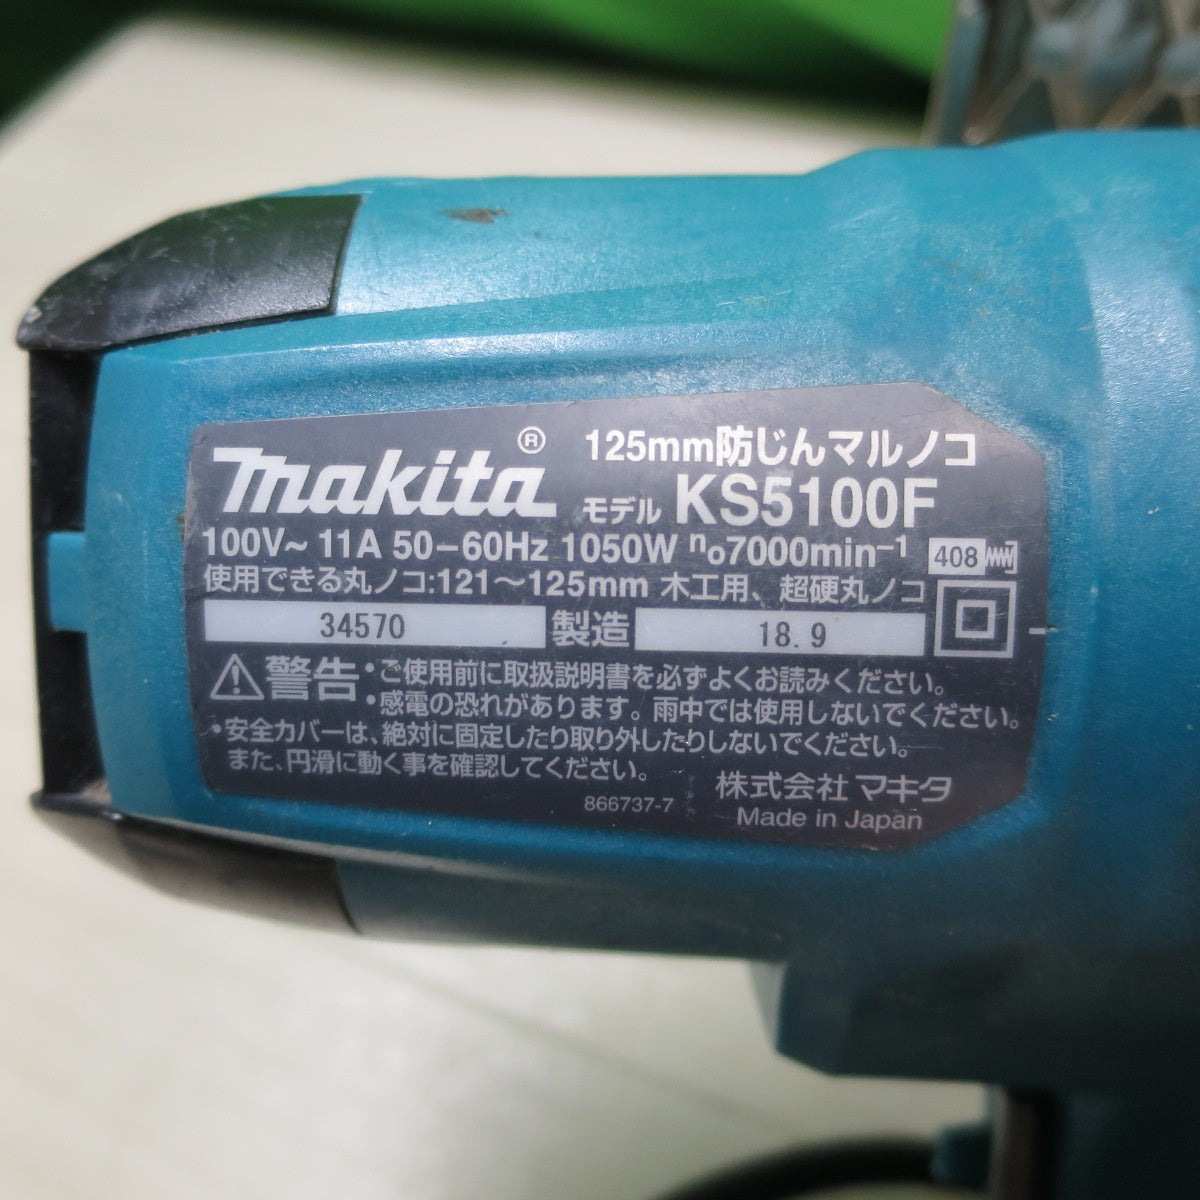 makita®
125mm防じんマルノコ
モデル KS5100F
100V~ 11A 50-60Hz 1050W no7000min-1 408
使用できる丸ノコ:121～125mm 木工用、超硬丸ノコ
34570 製造 18.9
警告 ・ご使用前に取扱説明書を必ずよくお読みください。
・感電の恐れがあります。雨中では使用しないでください。
・安全カバーは、絶対に固定したり取り外したりしないでください。
また、円滑に動く事を確認してください。
866737-7
株式会社 マキタ
Made in Japan